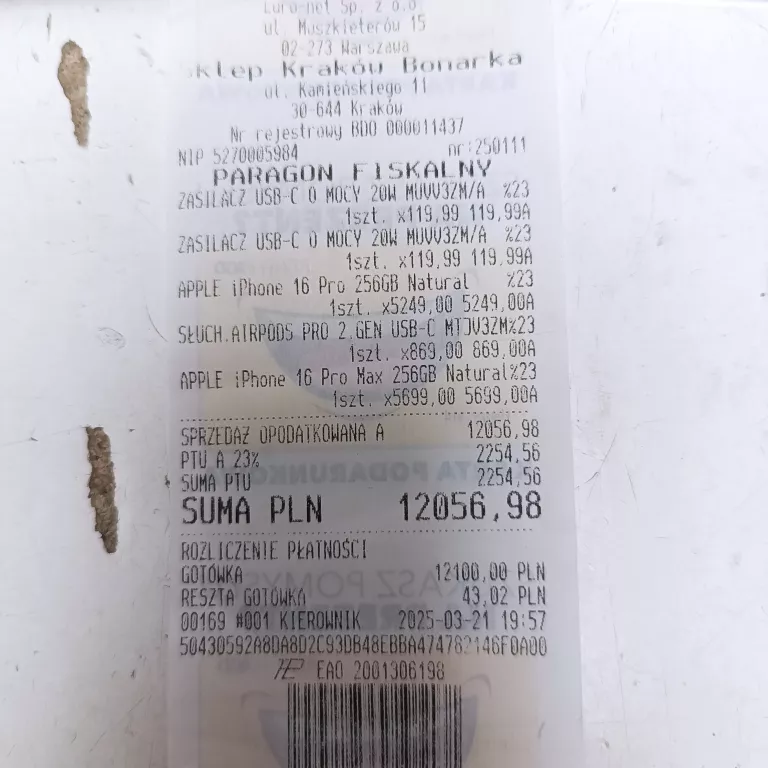 Euro-net Sp. z o.o.
ul. Muszkieterów 15
02-273 Warszawa
Sklep Kraków Bonarka
ul. Kamieńskiego 11
30-644 Kraków
Nr rejestrowy BDO 000011437
NIP 5270005984 nr:250111
PARAGON FISKALNY
ZASILACZ USB-C O MOCY 20W MUVV3ZM/A %23
1szt. x119,99 119,99A
ZASILACZ USB-C O MOCY 20W MUVV3ZM/A %23
1szt. x119,99 119,99A
APPLE iPhone 16 Pro 256GB Natural %23
1szt. x5249,00 5249,00A
SŁUCH.AIRPODS PRO 2.GEN USB-C MTJV3ZM%23
1szt. x869,00 869,00A
APPLE iPhone 16 Pro Max 256GB Natural%23
1szt. x5699,00 5699,00A
SPRZEDAŻ OPODATKOWANA A 12056,98
PTU A 23% 2254,56
SUMA PTU 2254,56
SUMA PLN 12056,98
ROZLICZENIE PŁATNOŚCI
GOTÓWKA 12100,00 PLN
RESZTA GOTÓWKA 43,02 PLN
00169 #001 KIEROWNIK 2025-03-21 19:57
50430592A8DA8D2C93DB48EBBA474782146F0A00
EAO 2001306198